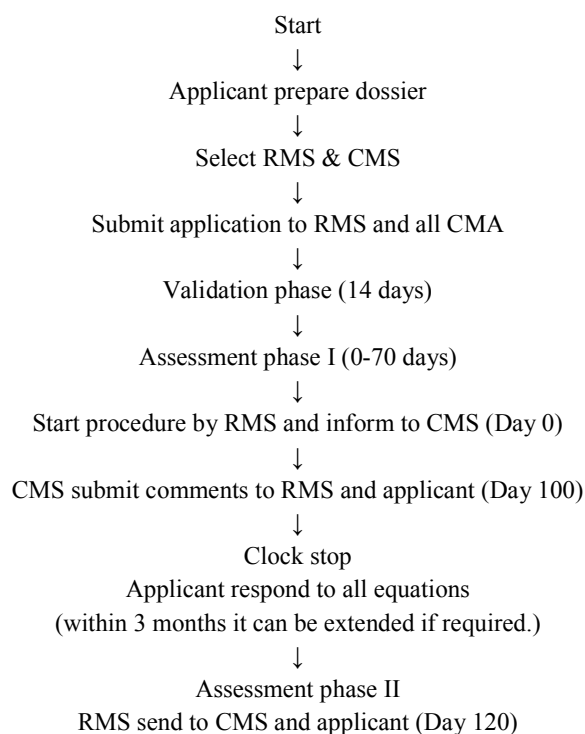 Start
↓
Applicant prepare dossier
↓
Select RMS & CMS
↓
Submit application to RMS and all CMA
↓
Validation phase (14 days)
↓
Assessment phase I (0-70 days)
↓
Start procedure by RMS and inform to CMS (Day 0)
↓
CMS submit comments to RMS and applicant (Day 100)
↓
Clock stop
Applicant respond to all equations
(within 3 months it can be extended if required.)
↓
Assessment phase II
RMS send to CMS and applicant (Day 120)